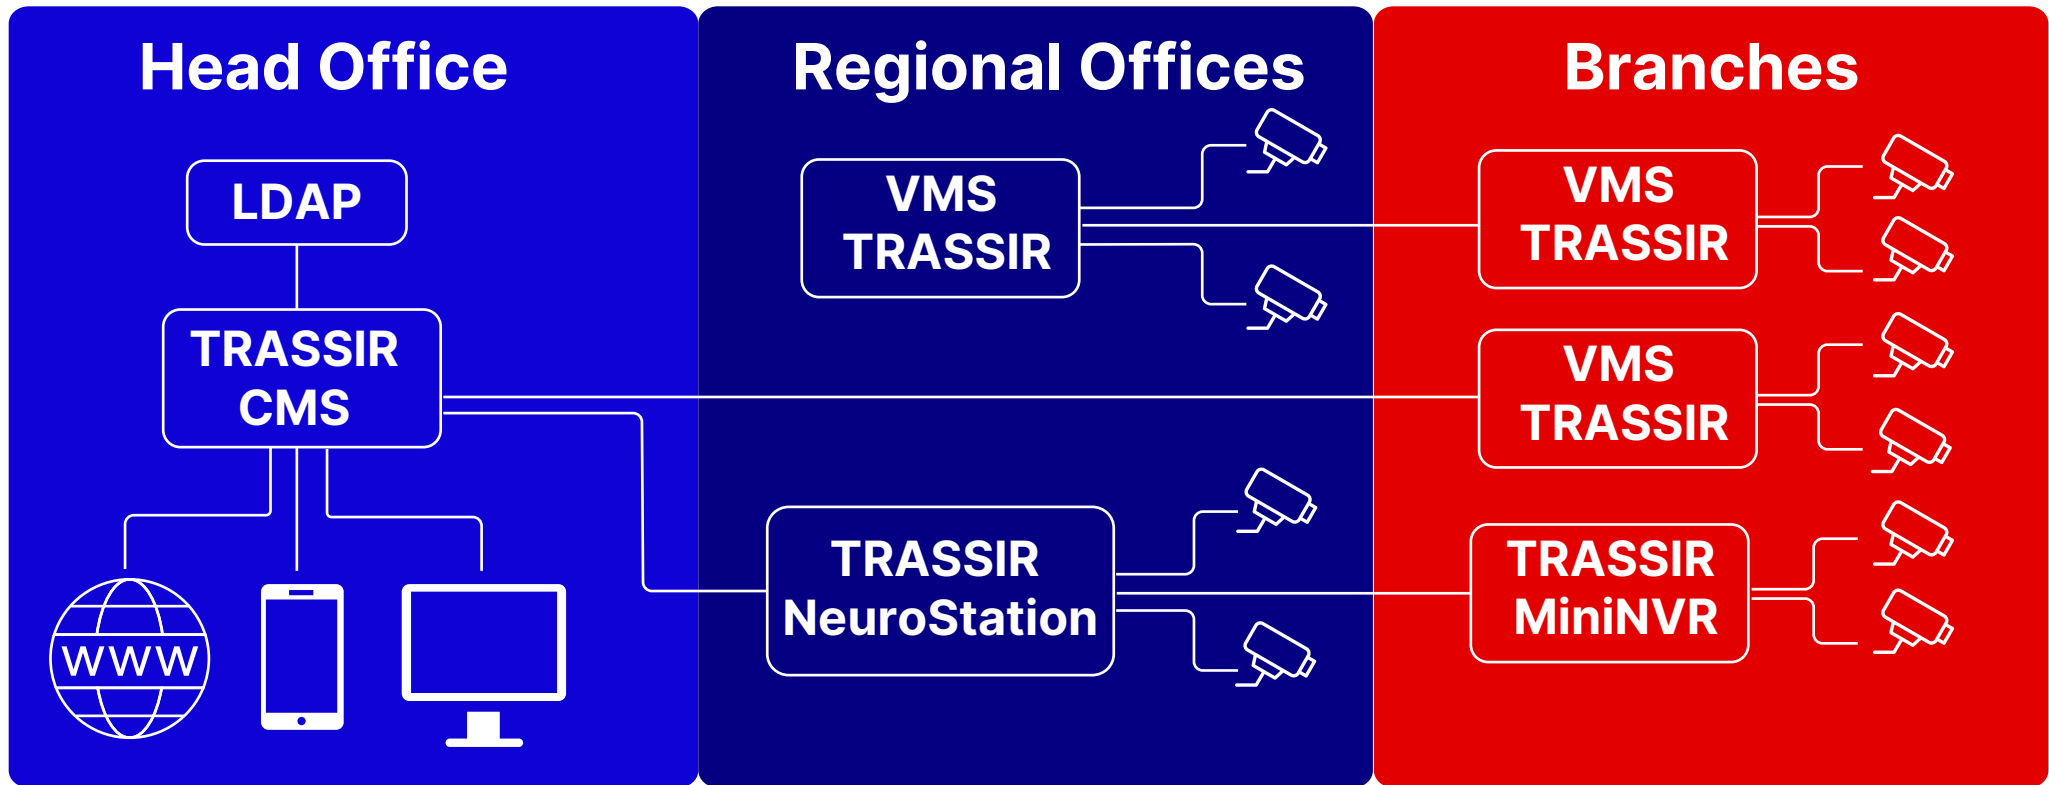 Head Office
LDAP
TRASSIR
CMS
WWW
Regional Offices
VMS
TRASSIR
TRASSIR
NeuroStation
Branches
VMS
TRASSIR
VMS
TRASSIR
TRASSIR
MiniNVR